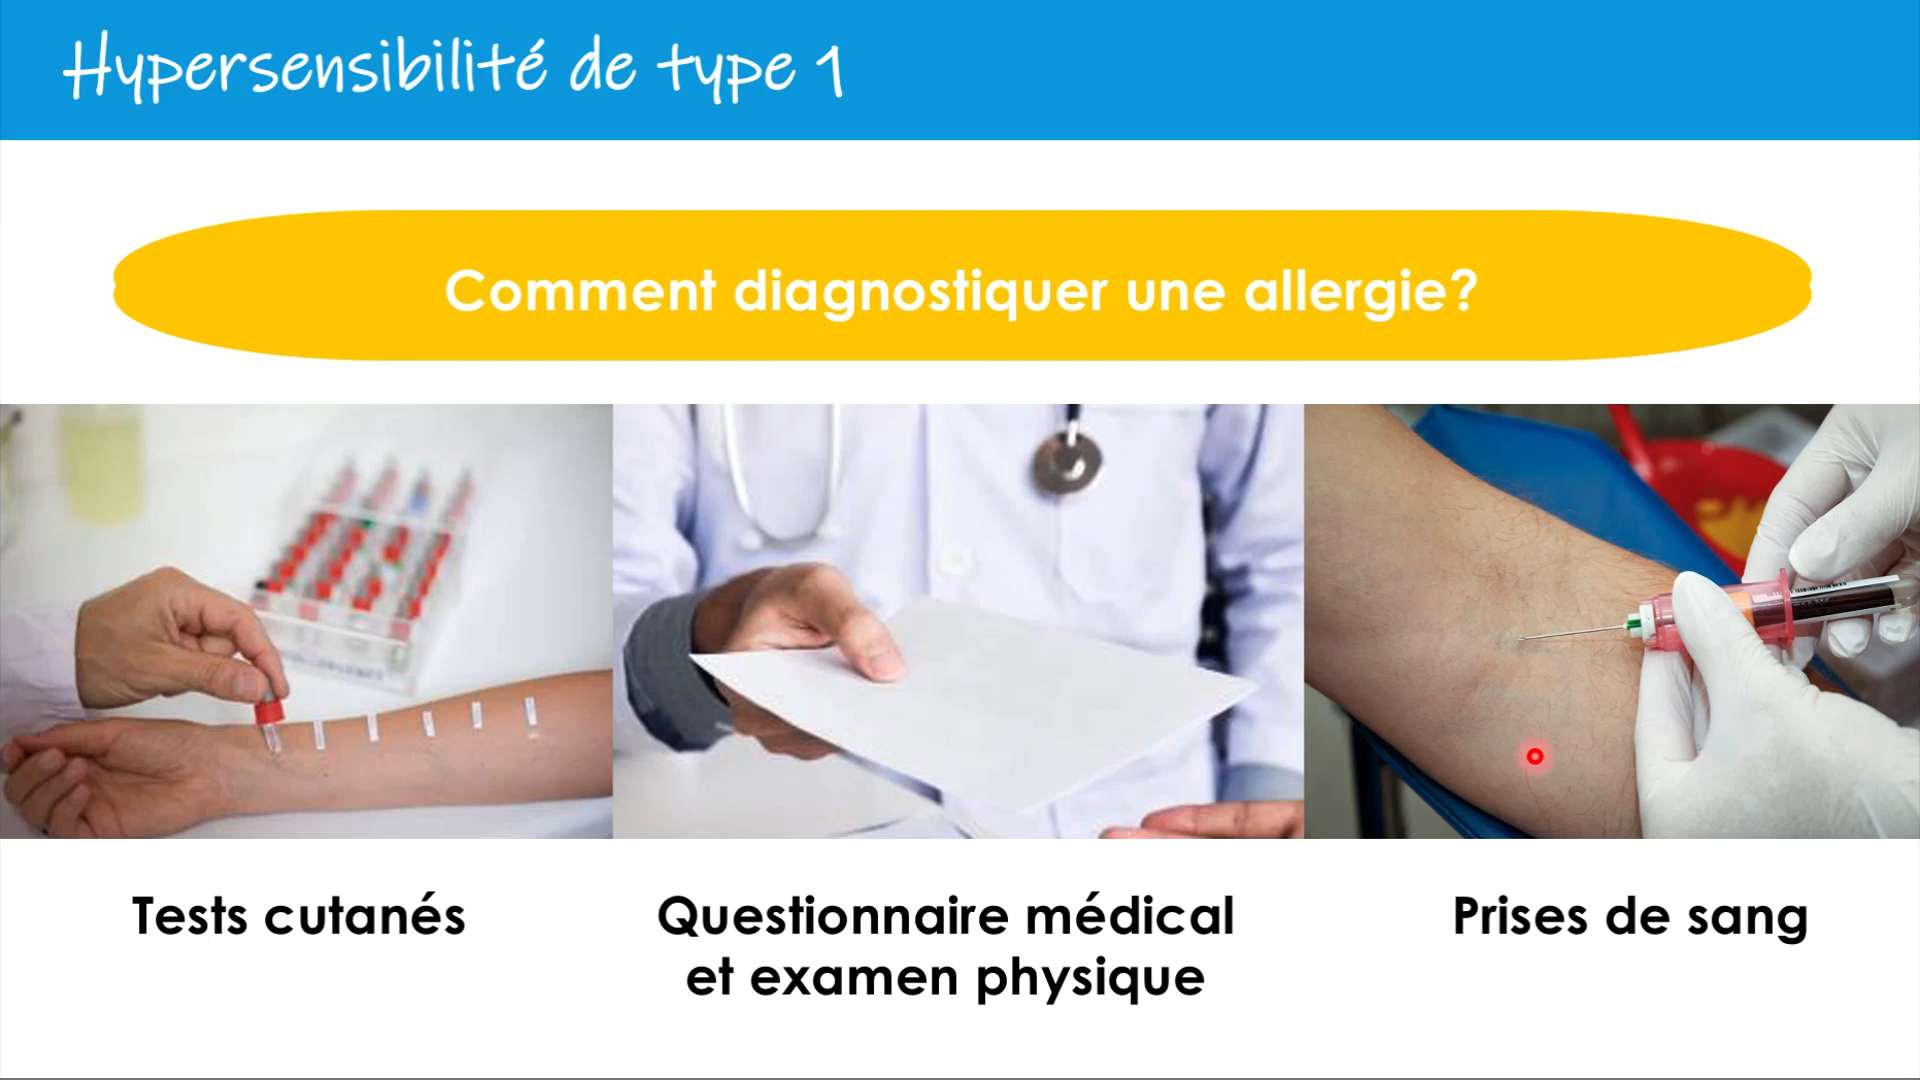 Hypersensibilité de type 1
Comment diagnostiquer une allergie?
Tests cutanés
Questionnaire médical
et examen physique
Prises de sang